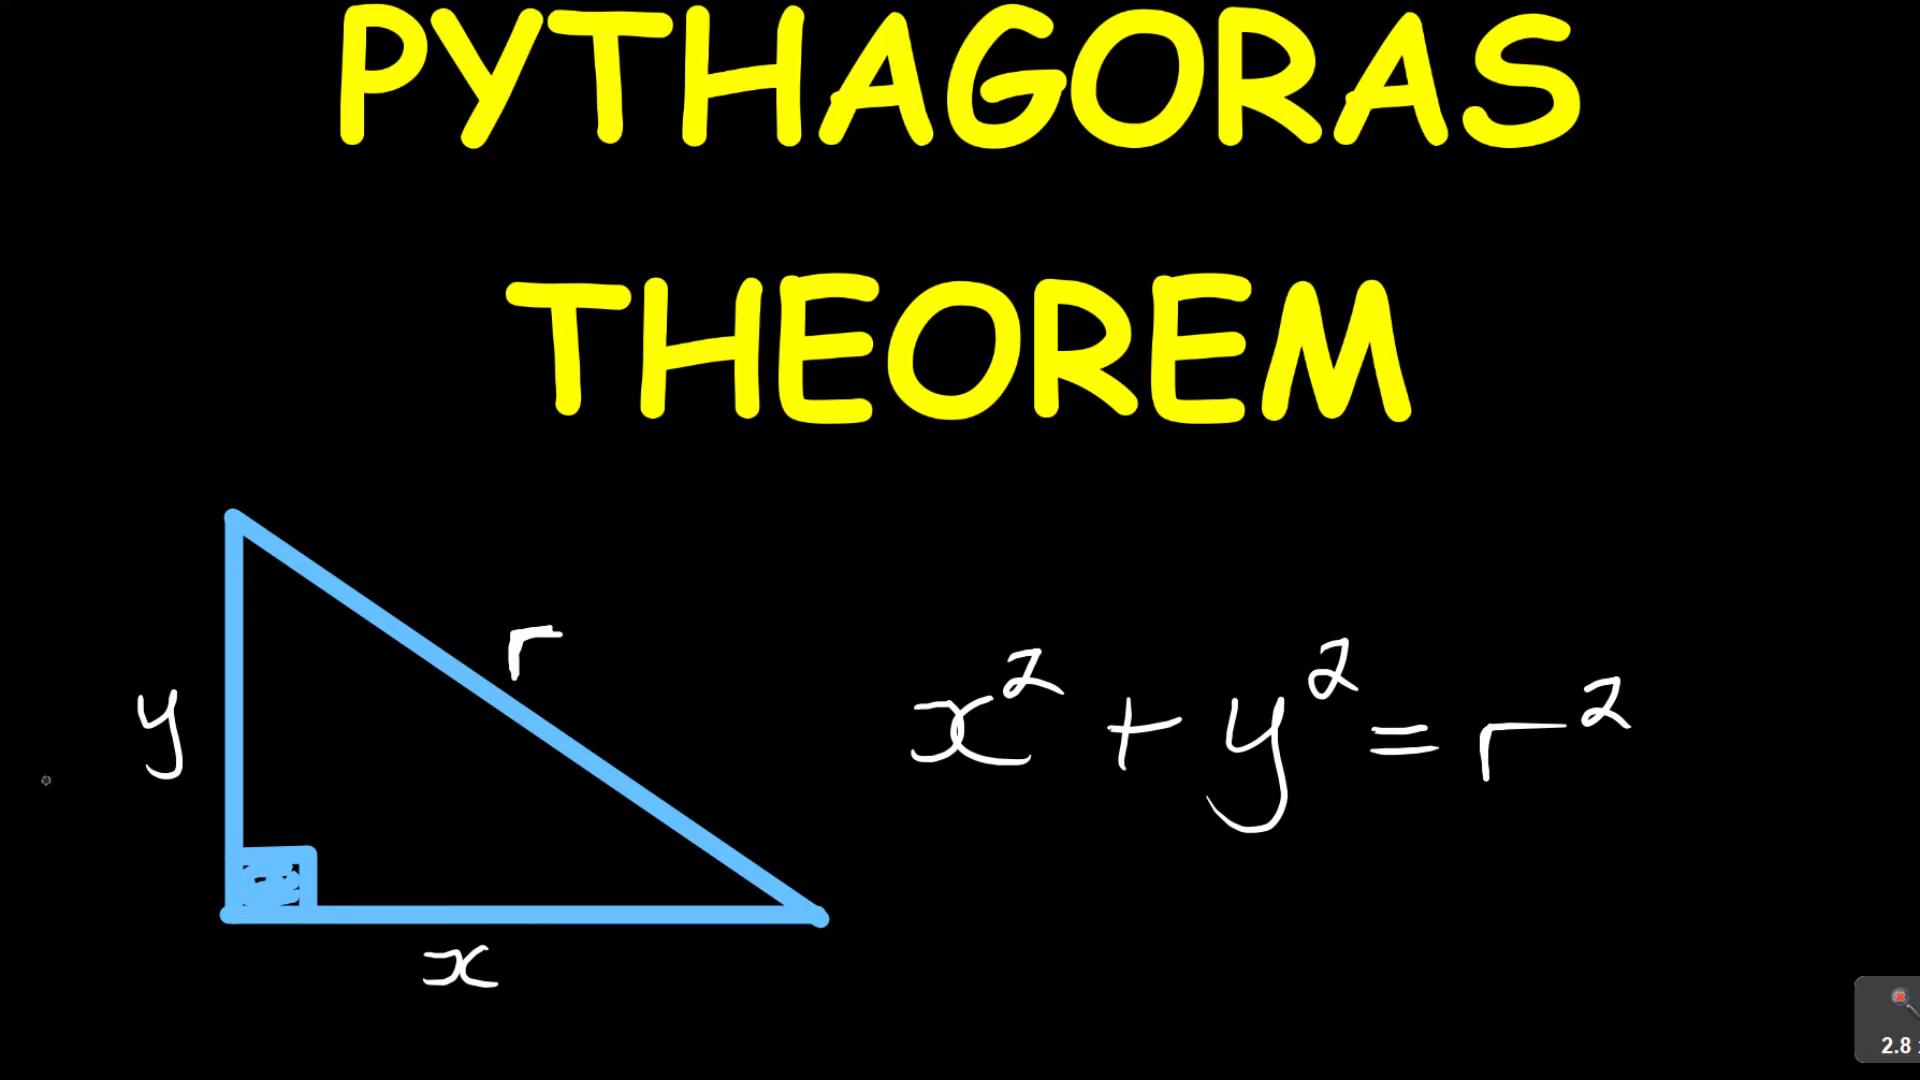 PYTHAGORAS
THEOREM
r
y
x² + y² = r²
x
2.8